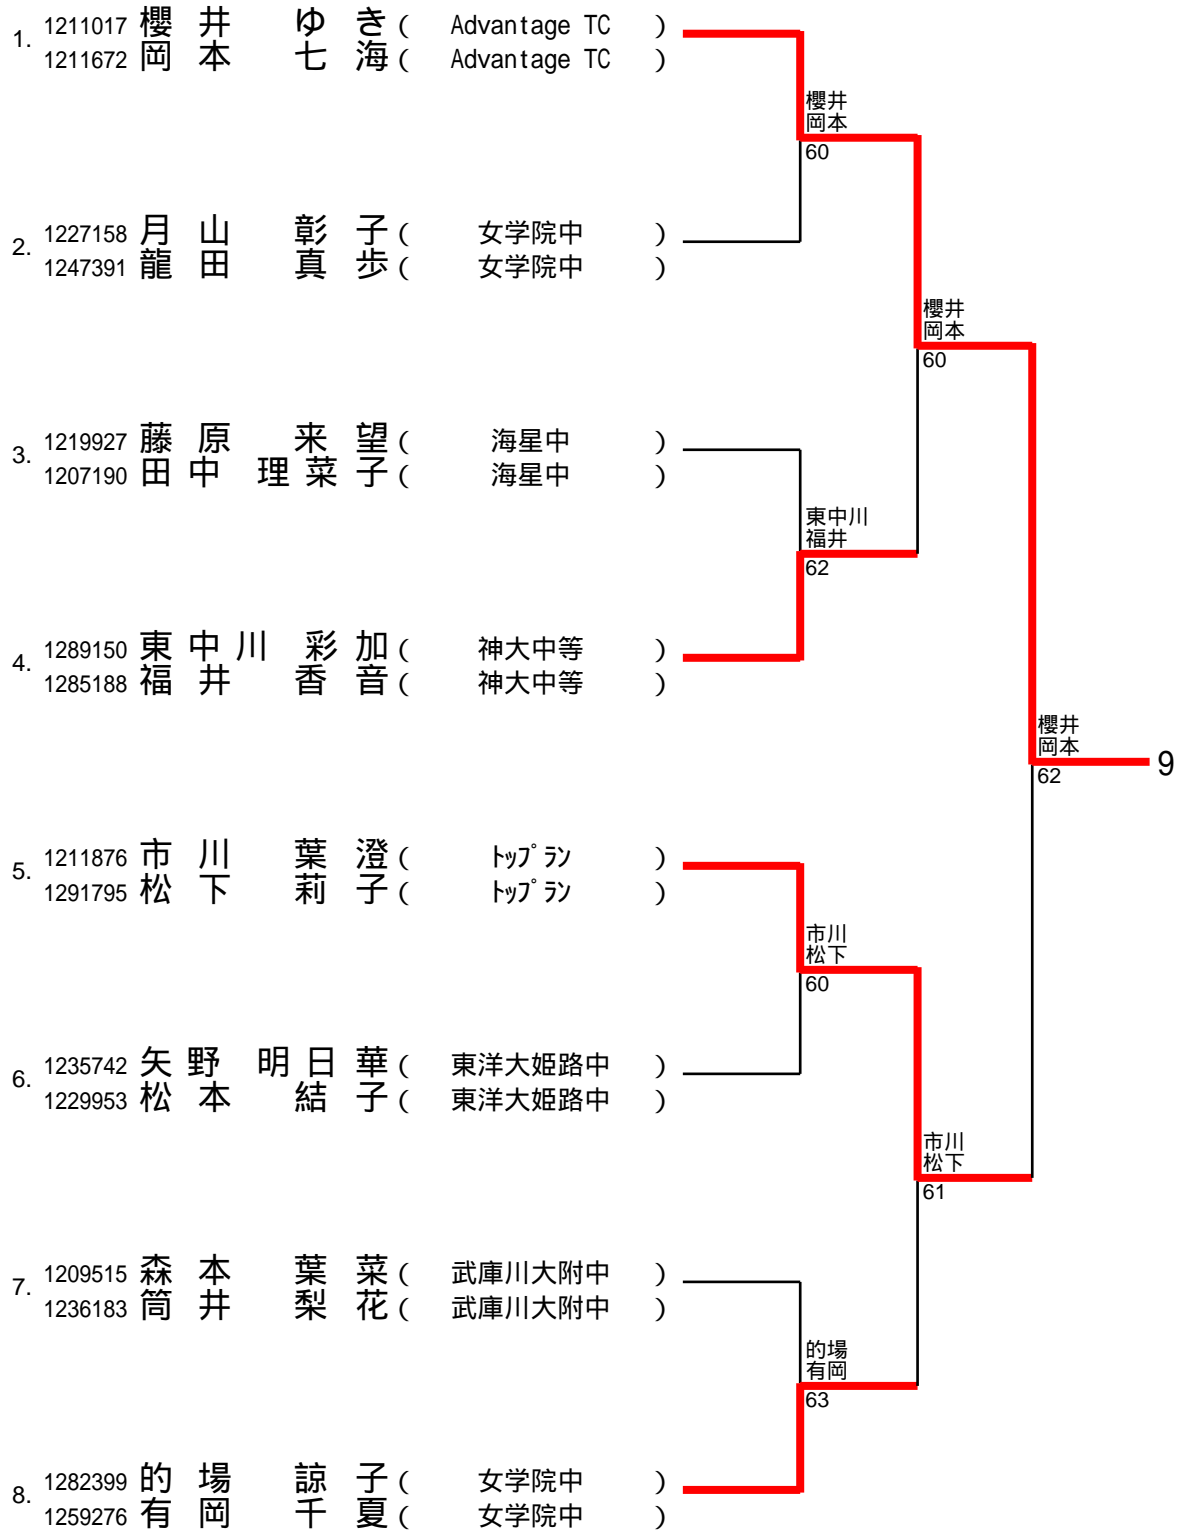 1. 1211017 櫻井 ゆき ( Advantage TC )
1211672 岡本 七海 ( Advantage TC )
櫻井
岡本
60
2. 1227158 月山 彰子 ( 女学院中 )
1247391 龍田 真歩 ( 女学院中 )
櫻井
岡本
60
3. 1219927 藤原 来望 ( 海星中 )
1207190 田中 理菜子 ( 海星中 )
東中川
福井
62
4. 1289150 東中川 彩加 ( 神大中等 )
1285188 福井 香音 ( 神大中等 )
櫻井
岡本
62
9
5. 1211876 市川 葉澄 ( ﾄｯﾌﾟﾗﾝ )
1291795 松下 莉子 ( ﾄｯﾌﾟﾗﾝ )
市川
松下
60
6. 1235742 矢野 明日華 ( 東洋大姫路中 )
1229953 松本 結子 ( 東洋大姫路中 )
市川
松下
61
7. 1209515 森本 葉菜 ( 武庫川大附中 )
1236183 筒井 梨花 ( 武庫川大附中 )
的場
有岡
63
8. 1282399 的場 諒子 ( 女学院中 )
1259276 有岡 千夏 ( 女学院中 )